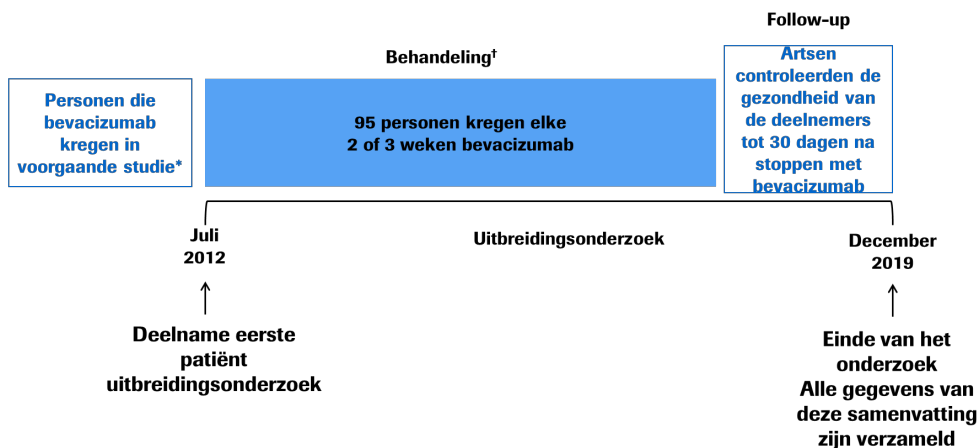 Follow-up
Behandeling†
Personen die
bevacizumab
kregen in
voorgaande studie*
95 personen kregen elke
2 of 3 weken bevacizumab
Artsen
controleerden de
gezondheid van
de deelnemers
tot 30 dagen na
stoppen met
bevacizumab
Juli
2012
Uitbreidingsonderzoek
December
2019
Deelname eerste
patiënt
uitbreidingsonderzoek
Einde van het
onderzoek
Alle gegevens van
deze samenvatting
zijn verzameld